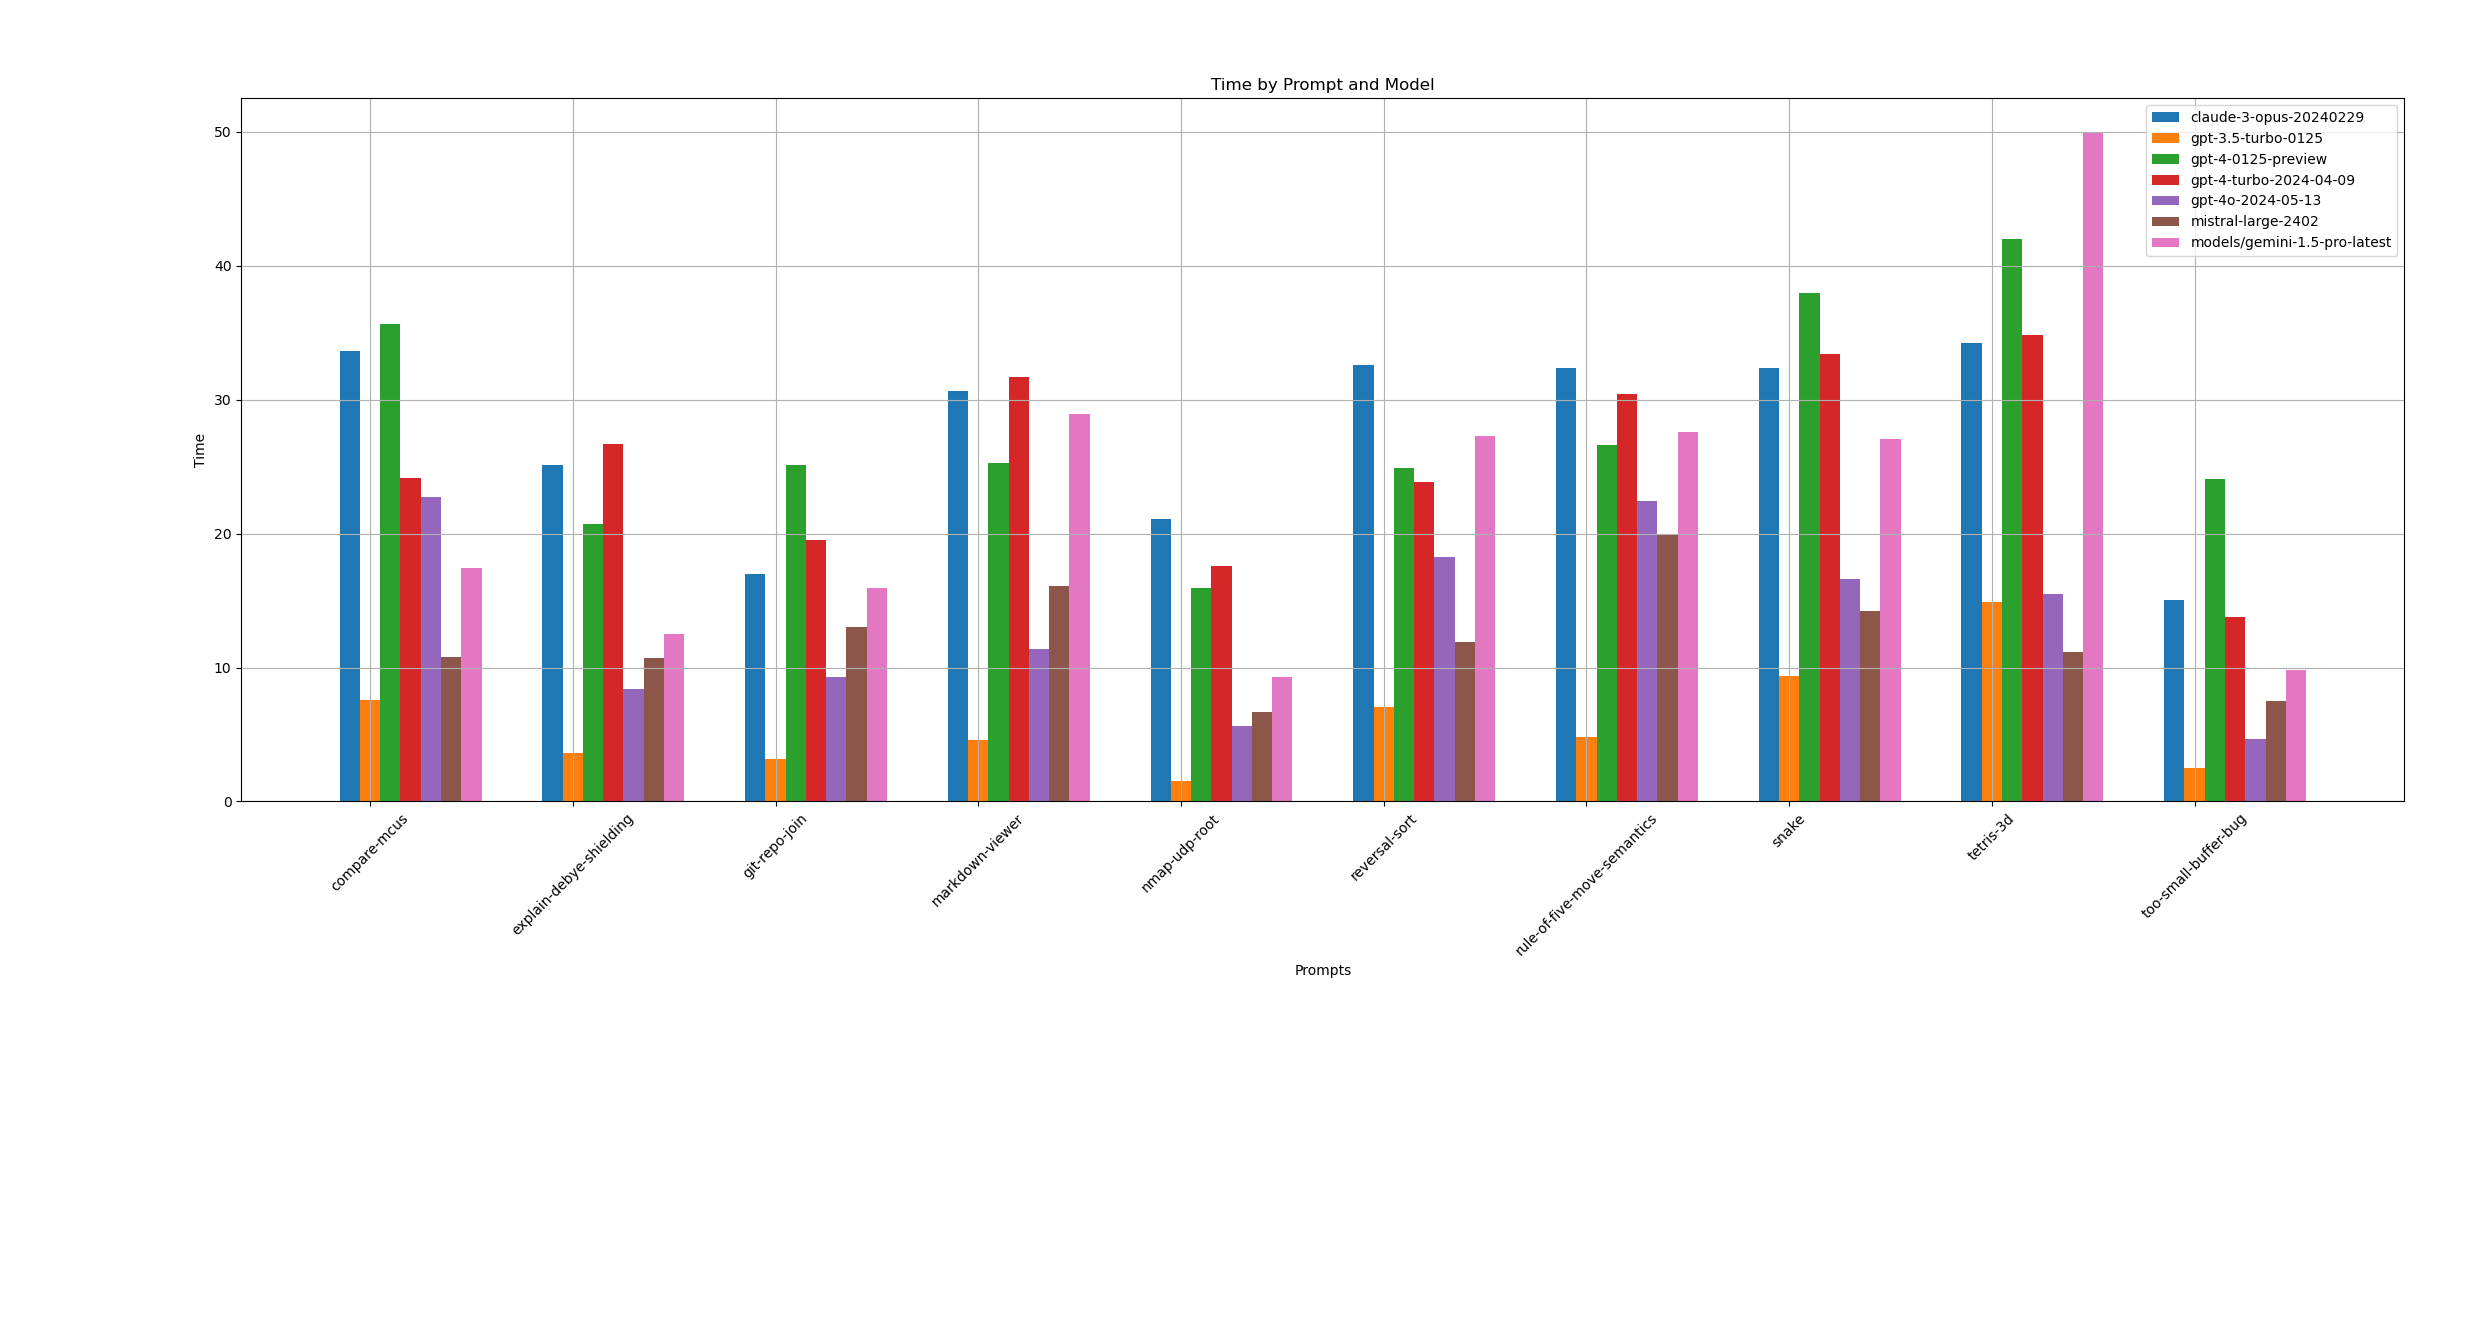 Time by Prompt and Model
claude-3-opus-20240229
gpt-3.5-turbo-0125
gpt-4-0125-preview
gpt-4-turbo-2024-04-09
gpt-4o-2024-05-13
mistral-large-2402
models/gemini-1.5-pro-latest
50
40
30
20
10
0
Time
compare-mcus
explain-debye-shielding
git-repo-join
markdown-viewer
nmap-udp-root
reversal-sort
rule-of-five-move-semantics
snake
tetris-3d
too-small-buffer-bug
Prompts